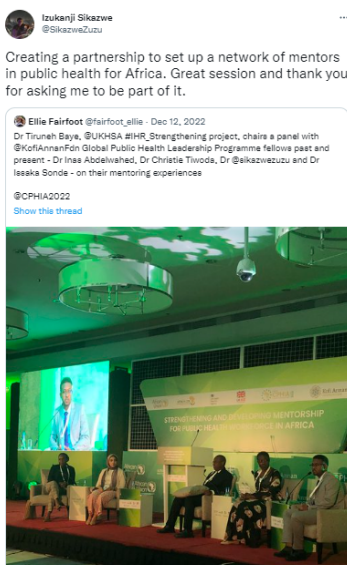 Izukanji Sikazwe
@SikazweZuzu
Creating a partnership to set up a network of mentors
in public health for Africa. Great session and thank you
for asking me to be part of it.
Ellie Fairfoot @fairfoot_ellie · Dec 12, 2022
Dr Tiruneh Baye, @UKHSA #IHR_Strengthening project, chairs a panel with
@KofiAnnanFdn Global Public Health Leadership Programme fellows past and
present - Dr Inas Abdelwahed, Dr Christie Tiwoda, Dr @sikazwezuzu and Dr
Issaka Sonde - on their mentoring experiences
@CPHIA2022
Show this thread
STRENGTHENING AND DEVELOPING MENTORSHIP
FOR PUBLIC HEALTH WORKFORCE IN AFRICA